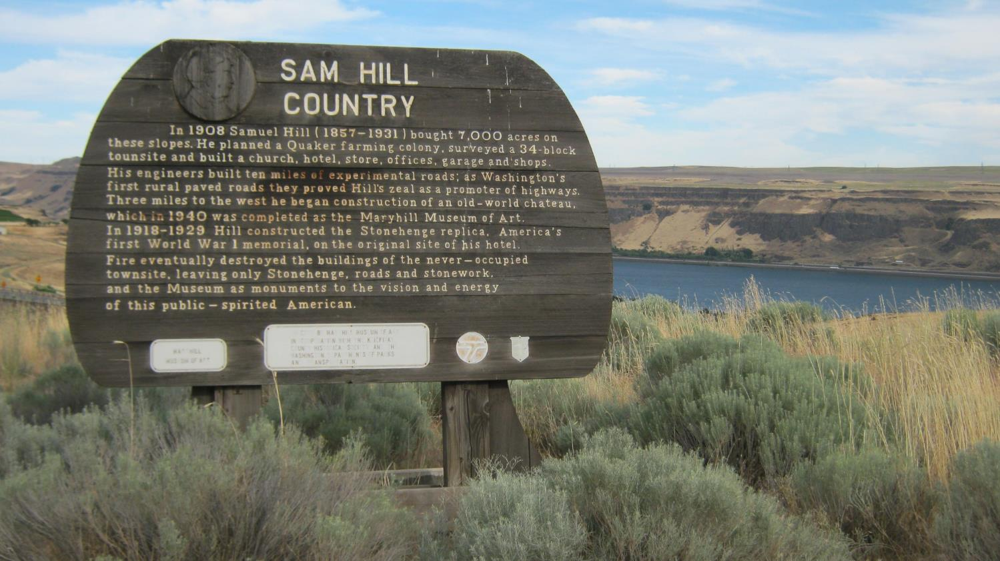 SAM HILL
COUNTRY
In 1908 Samuel Hill (1857-1931) bought 7,000 acres on
these slopes. He planned a Quaker farming colony, surveyed a 34-block
tounsite and built a church, hotel, store, offices, garage and shops.
His engineers built ten miles of experimental roads; as Washington's
first rural paved roads they proved Hill's zeal as a promoter of highways.
Three miles to the west he began construction of an old-world chateau,
which in 1940 was completed as the Maryhill Museum of Art.
In 1918-1929 Hill constructed the Stonehenge replica, America's
first World War 1 memorial, on the original site of his hotel.
Fire eventually destroyed the buildings of the never-occupied
townsite, leaving only Stonehenge, roads and stonework,
and the Museum as monuments to the vision and energy
of this public-spirited American.
MUSEUM OF ART